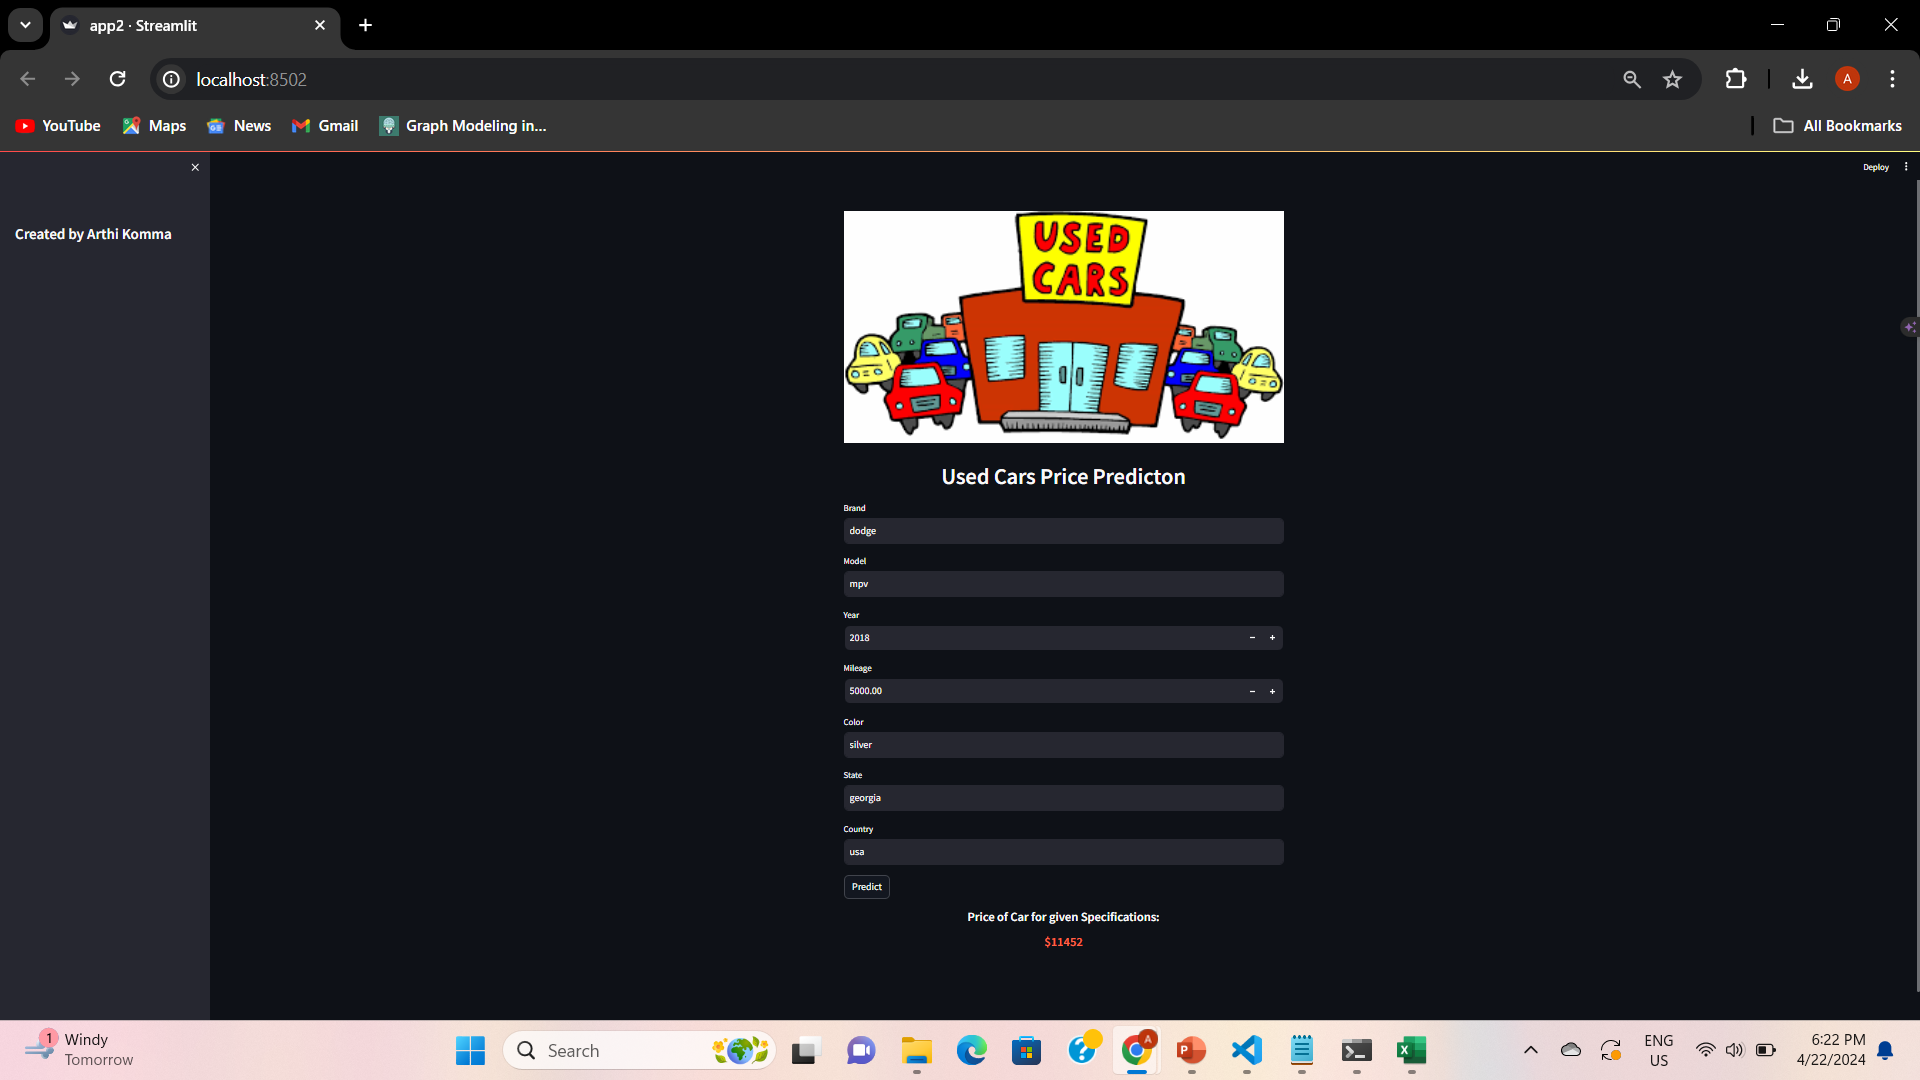 app2 · Streamlit
localhost:8502
A
YouTube
Maps
News
Gmail
Graph Modeling in...
All Bookmarks
Deploy
Created by Arthi Komma
USED
CARS
Used Cars Price Predicton
Brand
dodge
Model
mpv
Year
2018
Mileage
5000.00
Color
silver
State
georgia
Country
usa
Predict
Price of Car for given Specifications:
$11452
1
Windy
Tomorrow
Search
A
ENG
US
6:22 PM
4/22/2024